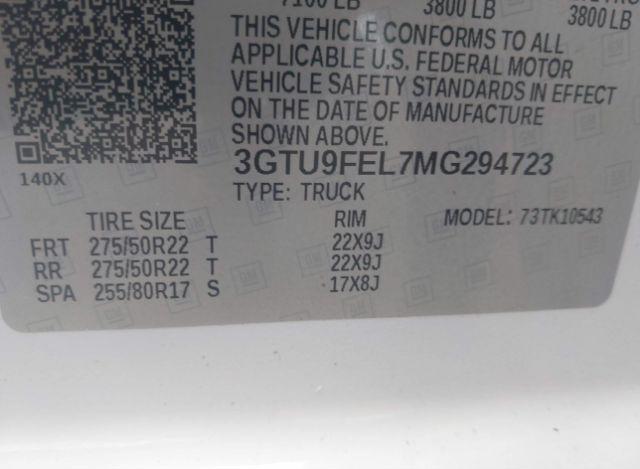 3800 LB
3800 LB
THIS VEHICLE CONFORMS TO ALL
APPLICABLE U.S. FEDERAL MOTOR
VEHICLE SAFETY STANDARDS IN EFFECT
ON THE DATE OF MANUFACTURE
SHOWN ABOVE.
140X
3GTU9FEL7MG294723
TYPE: TRUCK
TIRE SIZE RIM MODEL: 73TK10543
FRT 275/50R22 T 22X9J
RR 275/50R22 T 22X9J
SPA 255/80R17 S 17X8J